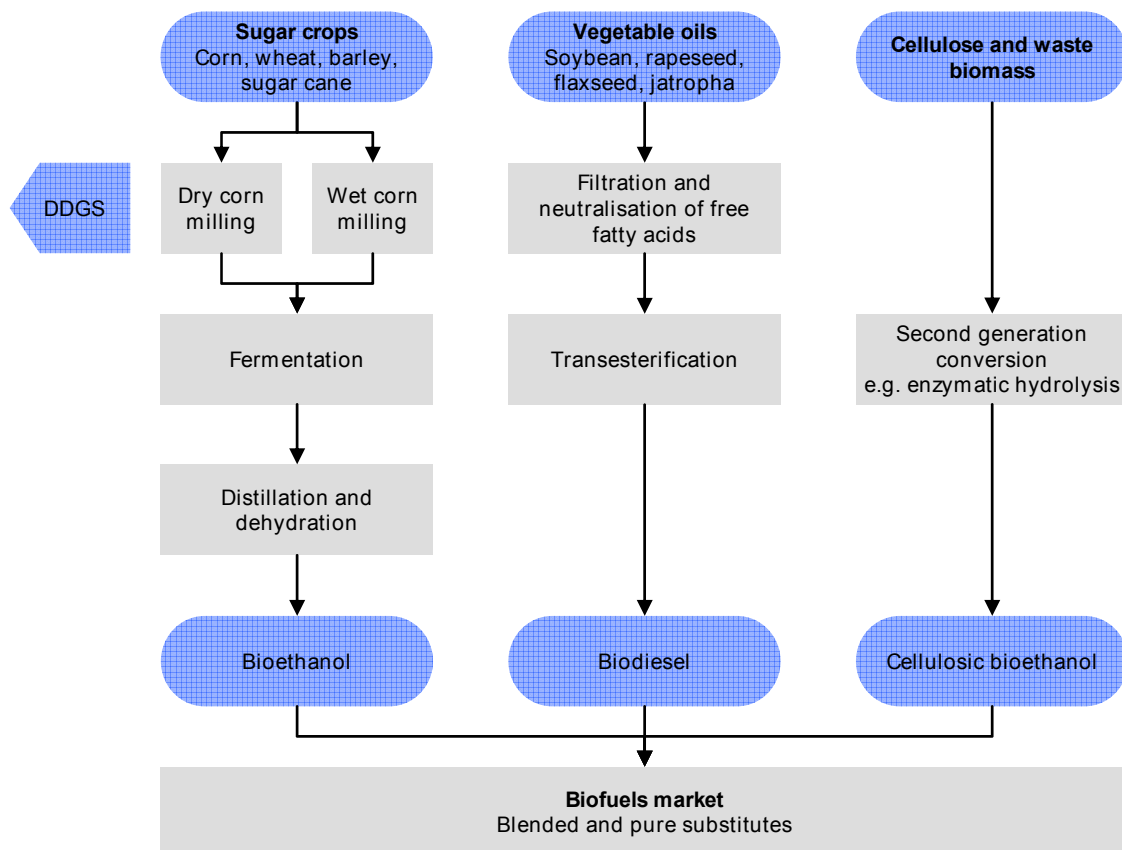 Sugar crops
Corn, wheat, barley,
sugar cane
Vegetable oils
Soybean, rapeseed,
flaxseed, jatropha
Cellulose and waste
biomass
DDGS
Dry corn
milling
Wet corn
milling
Filtration and
neutralisation of free
fatty acids
Fermentation
Transesterification
Second generation
conversion
e.g. enzymatic hydrolysis
Distillation and
dehydration
Bioethanol
Biodiesel
Cellulosic bioethanol
Biofuels market
Blended and pure substitutes